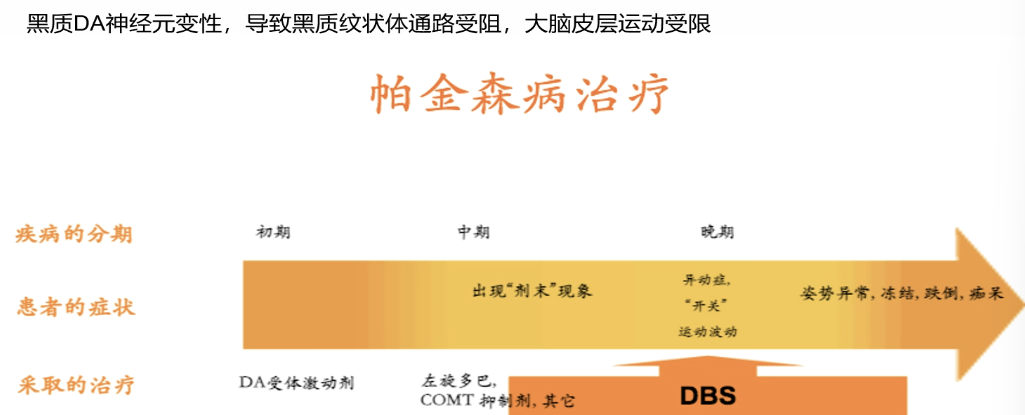 黑质DA神经元变性，导致黑质纹状体通路受阻，大脑皮层运动受限
帕金森病治疗
疾病的分期
初期
中期
晚期
患者的症状
出现“剂末”现象
异动症,
“开关”
运动波动
姿势异常, 冻结, 跌倒, 痴呆
采取的治疗
DA受体激动剂
左旋多巴,
COMT 抑制剂, 其它
DBS